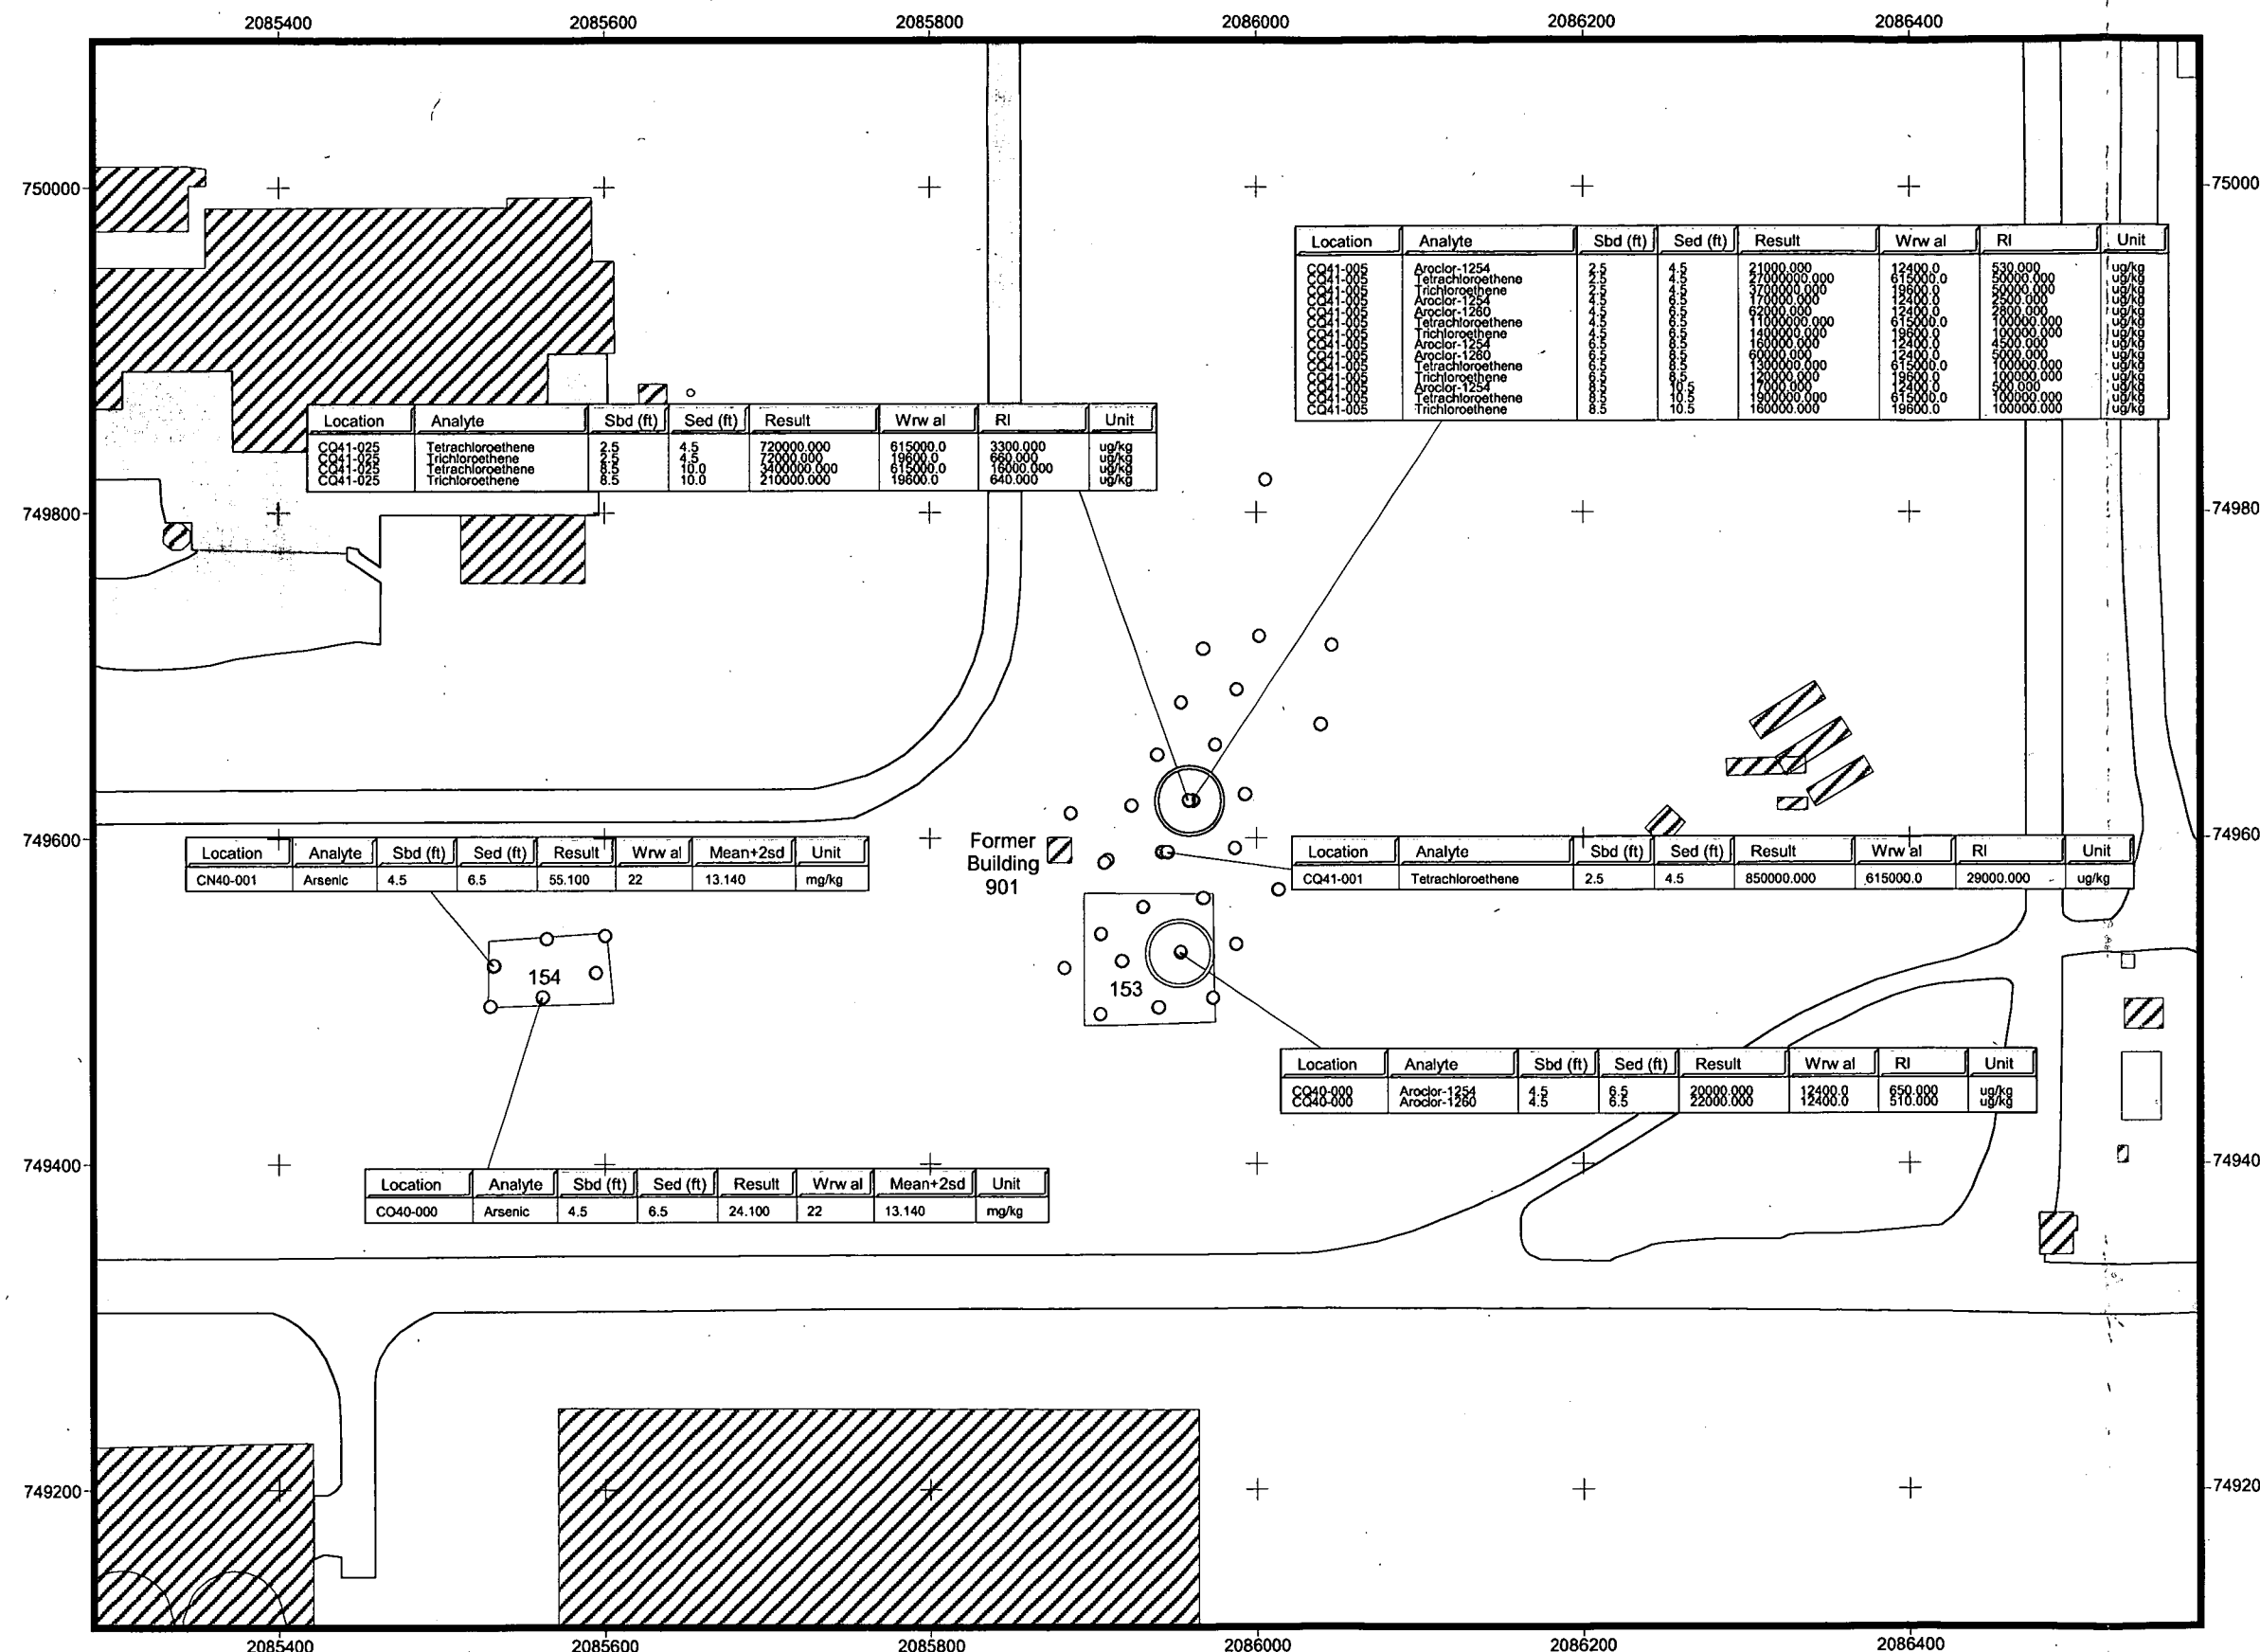 2085400 2085600 2085800 2086000 2086200 2086400
750000 75000
Location Analyte Sbd (ft) Sed (ft) Result Wrw al Rl Unit
CQ41-005 Aroclor-1254 2.5 4.5 21000.000 12400.0 530.000 ug/kg
CQ41-005 Tetrachloroethene 2.5 4.5 27000000.000 615000.0 50000.000 ug/kg
CQ41-005 Trichloroethene 2.5 4.5 3700000.000 19600.0 50000.000 ug/kg
CQ41-005 Aroclor-1254 4.5 6.5 170000.000 12400.0 2500.000 ug/kg
CQ41-005 Aroclor-1260 4.5 6.5 62000.000 12400.0 2800.000 ug/kg
CQ41-005 Tetrachloroethene 4.5 6.5 11000000.000 615000.0 100000.000 ug/kg
CQ41-005 Trichloroethene 4.5 6.5 1400000.000 19600.0 100000.000 ug/kg
CQ41-005 Aroclor-1254 6.5 8.5 160000.000 12400.0 4500.000 ug/kg
CQ41-005 Aroclor-1260 6.5 8.5 60000.000 12400.0 5000.000 ug/kg
CQ41-005 Tetrachloroethene 6.5 8.5 1300000.000 615000.0 100000.000 ug/kg
CQ41-005 Trichloroethene 6.5 8.5 120000.000 19600.0 100000.000 ug/kg
CQ41-005 Aroclor-1254 8.5 10.5 17000.000 12400.0 500.000 ug/kg
CQ41-005 Tetrachloroethene 8.5 10.5 1900000.000 615000.0 100000.000 ug/kg
CQ41-005 Trichloroethene 8.5 10.5 160000.000 19600.0 100000.000 ug/kg
Location Analyte Sbd (ft) Sed (ft) Result Wrw al Rl Unit
CQ41-025 Tetrachloroethene 2.5 4.5 720000.000 615000.0 3300.000 ug/kg
CQ41-025 Trichloroethene 2.5 4.5 72000.000 19600.0 660.000 ug/kg
CQ41-025 Tetrachloroethene 8.5 10.0 3400000.000 615000.0 16000.000 ug/kg
CQ41-025 Trichloroethene 8.5 10.0 210000.000 19600.0 640.000 ug/kg
749800 74980
749600 74960
Former
Building
901
Location Analyte Sbd (ft) Sed (ft) Result Wrw al Mean+2sd Unit
CN40-001 Arsenic 4.5 6.5 55.100 22 13.140 mg/kg
Location Analyte Sbd (ft) Sed (ft) Result Wrw al Rl Unit
CQ41-001 Tetrachloroethene 2.5 4.5 850000.000 615000.0 29000.000 ug/kg
154
153
Location Analyte Sbd (ft) Sed (ft) Result Wrw al Rl Unit
CQ40-000 Aroclor-1254 4.5 6.5 20000.000 12400.0 650.000 ug/kg
CQ40-000 Aroclor-1260 4.5 6.5 22000.000 12400.0 510.000 ug/kg
749400 74940
Location Analyte Sbd (ft) Sed (ft) Result Wrw al Mean+2sd Unit
CO40-000 Arsenic 4.5 6.5 24.100 22 13.140 mg/kg
749200 74920
2085400 2085600 2085800 2086000 2086200 2086400